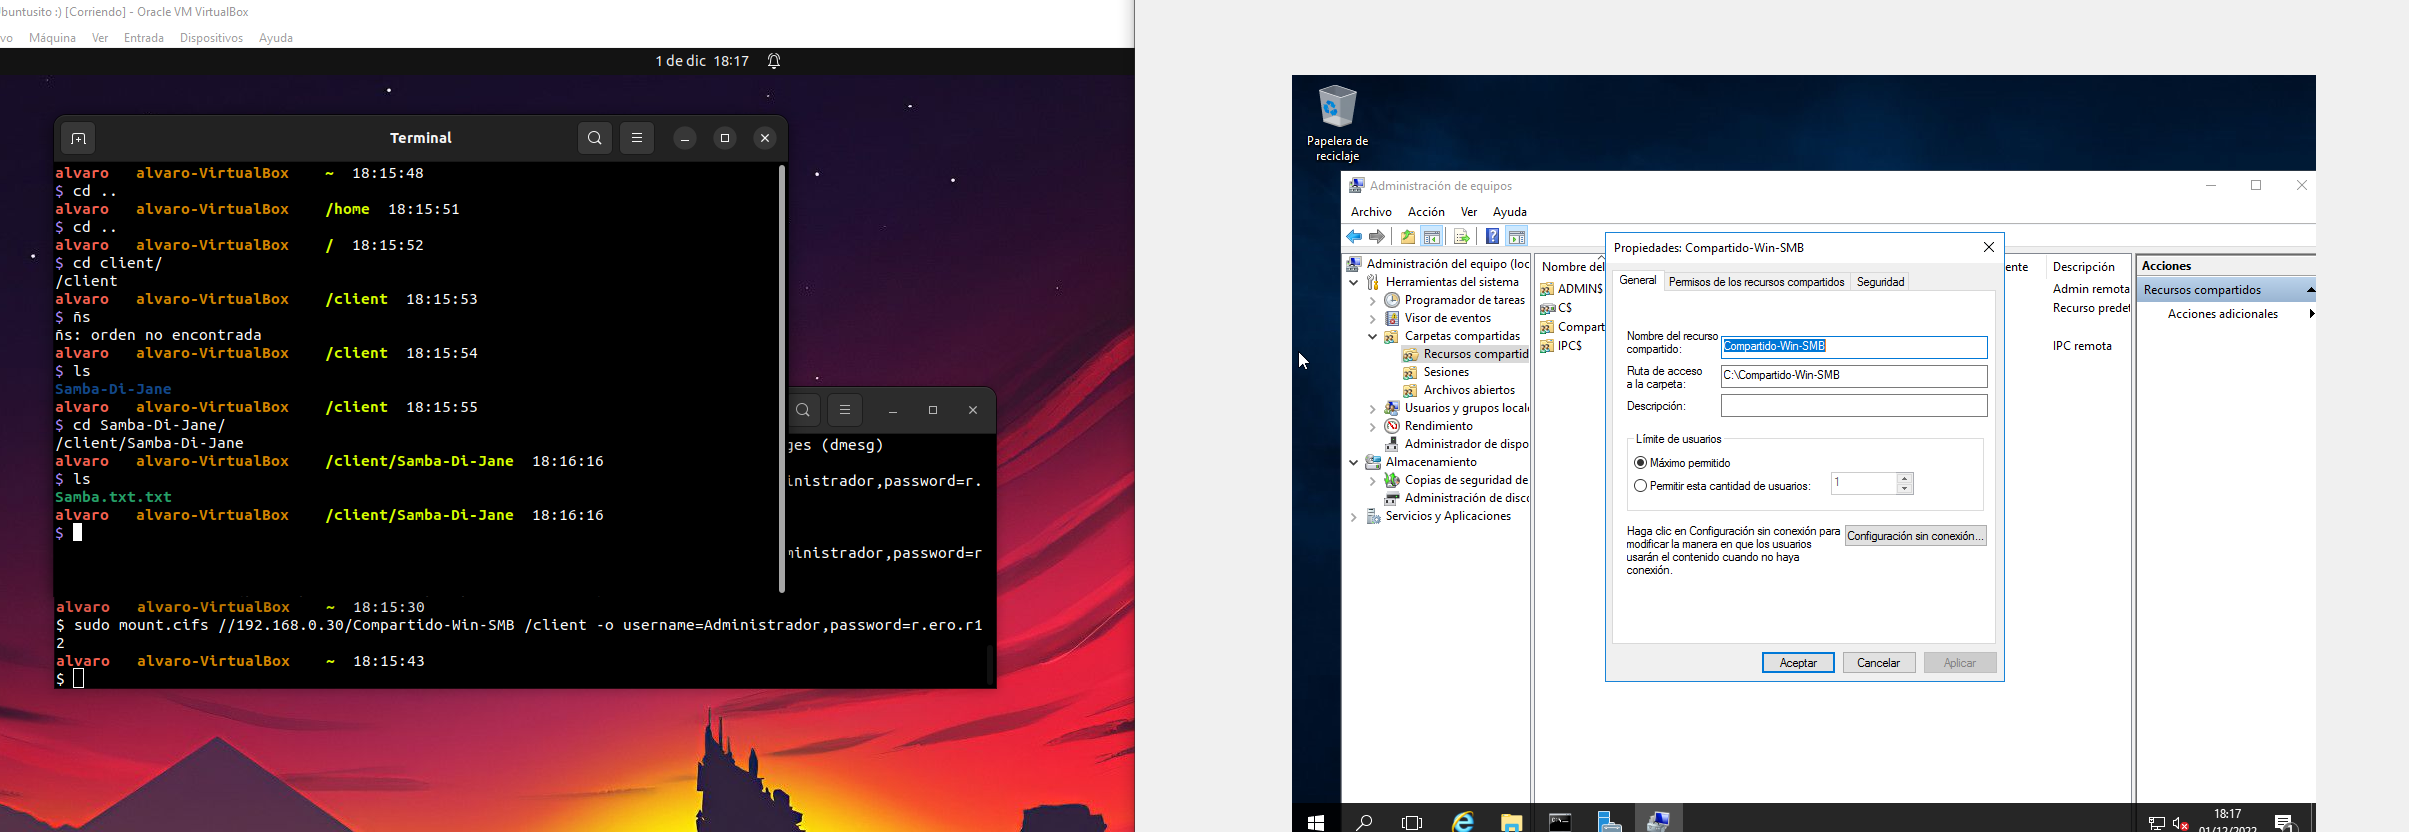 buntusito :) [Corriendo] - Oracle VM VirtualBox
vo Máquina Ver Entrada Dispositivos Ayuda
1 de dic 18:17
Terminal
alvaro alvaro-VirtualBox ~ 18:15:48
$ cd ..
alvaro alvaro-VirtualBox /home 18:15:51
$ cd ..
alvaro alvaro-VirtualBox / 18:15:52
$ cd client/
/client
alvaro alvaro-VirtualBox /client 18:15:53
$ ñs
ñs: orden no encontrada
alvaro alvaro-VirtualBox /client 18:15:54
$ ls
Samba-Di-Jane
alvaro alvaro-VirtualBox /client 18:15:55
$ cd Samba-Di-Jane/
/client/Samba-Di-Jane
alvaro alvaro-VirtualBox /client/Samba-Di-Jane 18:16:16
$ ls
Samba.txt.txt
alvaro alvaro-VirtualBox /client/Samba-Di-Jane 18:16:16
$
ges (dmesg)
inistrador,password=r.
ministrador,password=r
alvaro alvaro-VirtualBox ~ 18:15:30
$ sudo mount.cifs //192.168.0.30/Compartido-Win-SMB /client -o username=Administrador,password=r.ero.r1
2
alvaro alvaro-VirtualBox ~ 18:15:43
$
Papelera de
reciclaje
Administración de equipos
Archivo Acción Ver Ayuda
Administración del equipo (loc
Herramientas del sistema
Programador de tareas
Visor de eventos
Carpetas compartidas
Recursos compartid
Sesiones
Archivos abiertos
Usuarios y grupos local
Rendimiento
Administrador de dispo
Almacenamiento
Copias de seguridad de
Administración de disco
Servicios y Aplicaciones
Nombre del
ADMIN$
C$
Compart
IPC$
Propiedades: Compartido-Win-SMB
General Permisos de los recursos compartidos Seguridad
Nombre del recurso
compartido:
Compartido-Win-SMB
Ruta de acceso
a la carpeta:
C:\Compartido-Win-SMB
Descripción:
Límite de usuarios
Máximo permitido
Permitir esta cantidad de usuarios:
1
Haga clic en Configuración sin conexión para
modificar la manera en que los usuarios
usarán el contenido cuando no haya
conexión.
Configuración sin conexión...
Aceptar Cancelar Aplicar
ente Descripción
Admin remota
Recurso predet
IPC remota
Acciones
Recursos compartidos
Acciones adicionales
18:17
01/12/2022
1